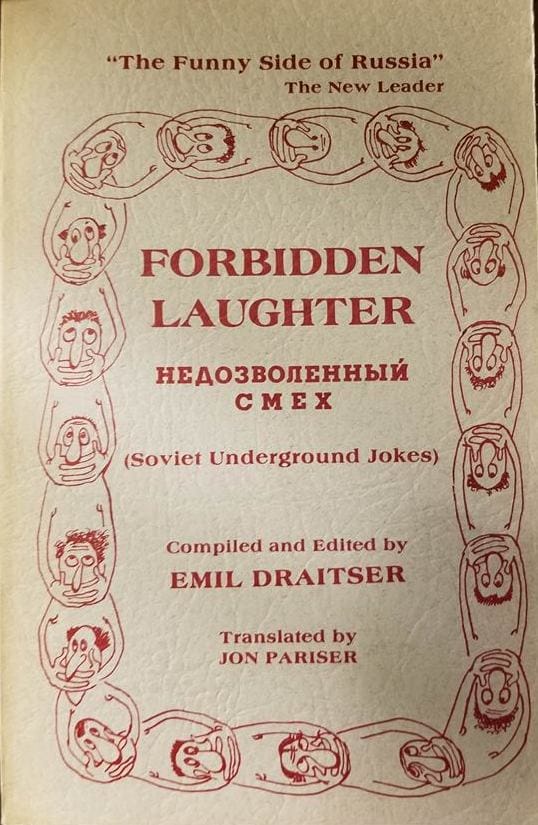 "The Funny Side of Russia"
The New Leader
FORBIDDEN
LAUGHTER
НЕДОЗВОЛЕННЫЙ
СМЕХ
(Soviet Underground Jokes)
Compiled and Edited by
EMIL DRAITSER
Translated by
JON PARISER